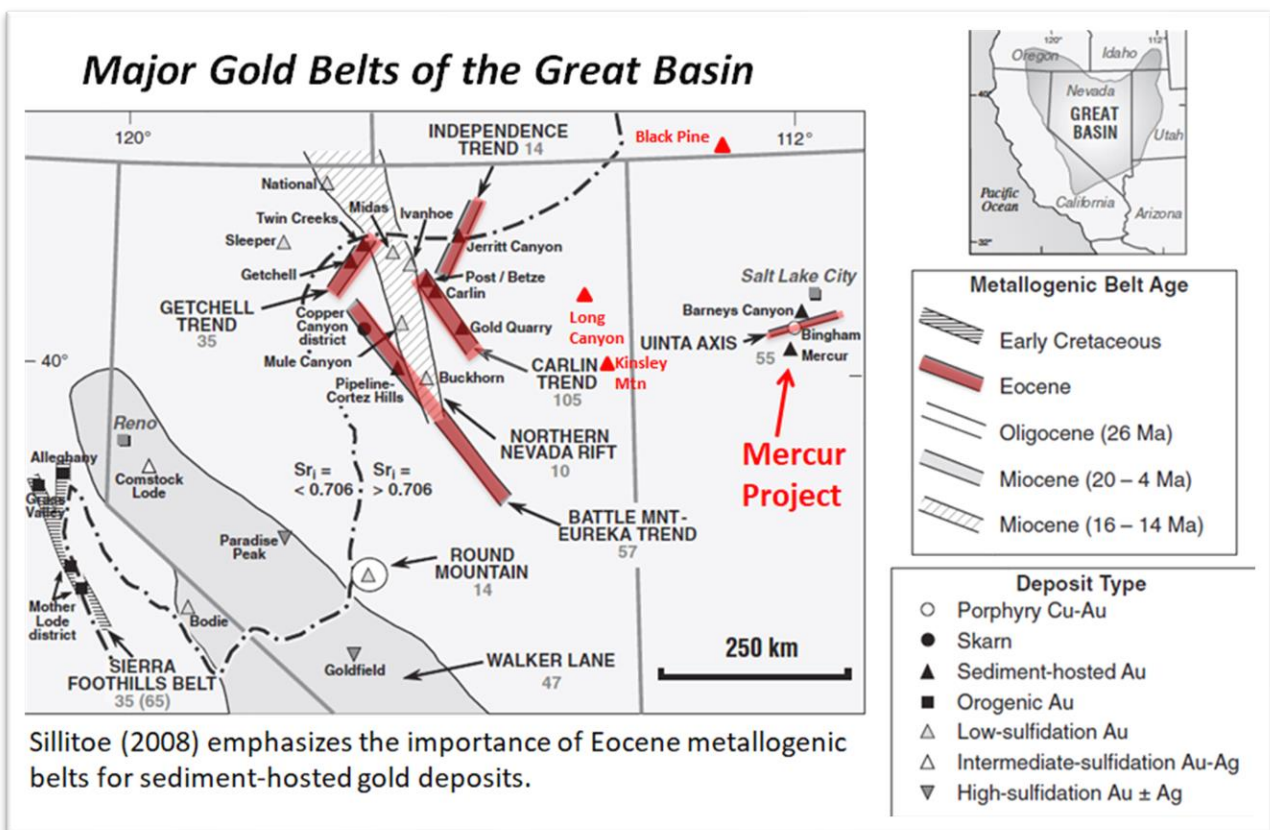 Major Gold Belts of the Great Basin
120°
112°
INDEPENDENCE
TREND 14
Black Pine
National
Midas
Ivanhoe
Twin Creeks
Sleeper
Jerritt Canyon
Getchell
Post / Betze
Carlin
GETCHELL
TREND
35
Copper
Canyon
district
Gold Quarry
Long
Canyon
Salt Lake City
Barneys Canyon
Bingham
UINTA AXIS
55
Mercur
40°
Mule Canyon
Buckhorn
CARLIN
TREND
105
Kinsley
Mtn
Pipeline-
Cortez Hills
Reno
NORTHERN
NEVADA RIFT
10
Mercur
Project
Alleghany
Grass
Valley
Comstock
Lode
Sri =
< 0.706
Sri =
> 0.706
BATTLE MNT-
EUREKA TREND
57
Paradise
Peak
ROUND
MOUNTAIN
14
Mother
Lode
district
Bodie
SIERRA
FOOTHILLS BELT
35 (65)
Goldfield
WALKER LANE
47
250 km
Sillitoe (2008) emphasizes the importance of Eocene metallogenic
belts for sediment-hosted gold deposits.
120°
112°
Oregon
Idaho
40°
Nevada
GREAT
BASIN
Utah
Pacific
Ocean
California
Arizona
32°
Metallogenic Belt Age
Early Cretaceous
Eocene
Oligocene (26 Ma)
Miocene (20 – 4 Ma)
Miocene (16 – 14 Ma)
Deposit Type
Porphyry Cu-Au
Skarn
Sediment-hosted Au
Orogenic Au
Low-sulfidation Au
Intermediate-sulfidation Au-Ag
High-sulfidation Au ± Ag